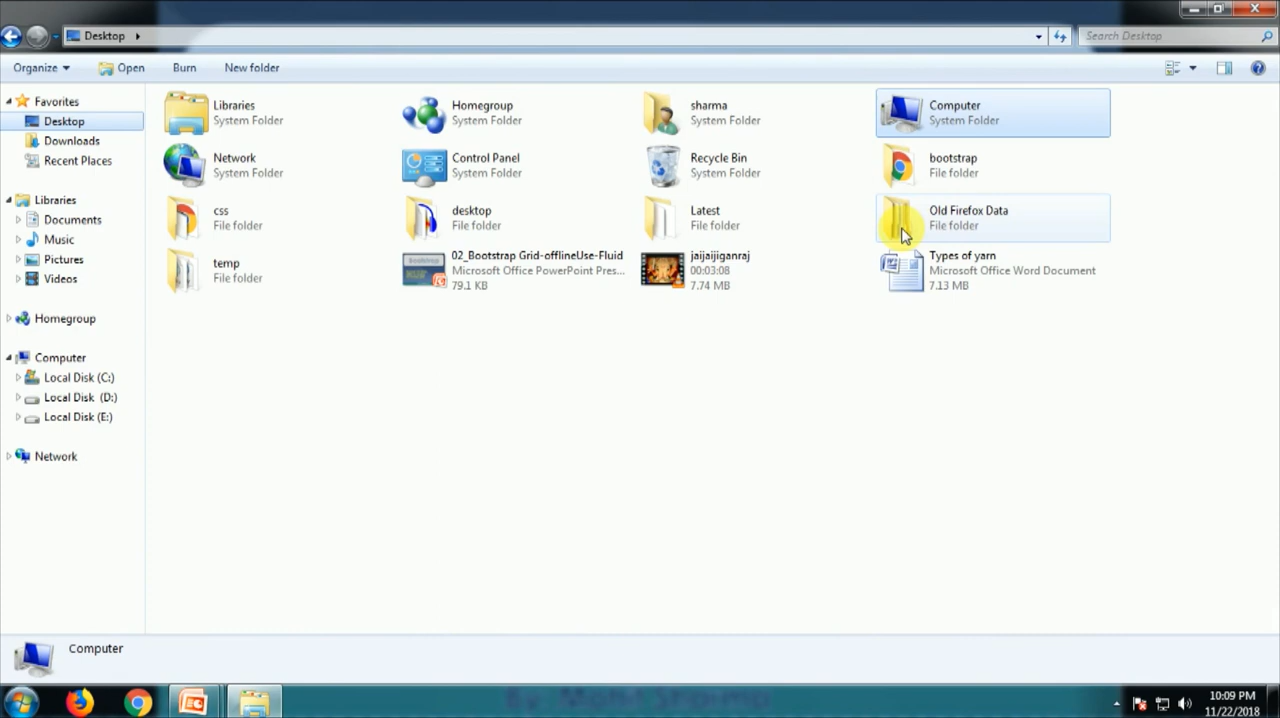 Desktop
Search Desktop
Organize
Open
Burn
New folder
Favorites
Desktop
Downloads
Recent Places
Libraries
Documents
Music
Pictures
Videos
Homegroup
Computer
Local Disk (C:)
Local Disk (D:)
Local Disk (E:)
Network
Libraries
System Folder
Homegroup
System Folder
sharma
System Folder
Computer
System Folder
Network
System Folder
Control Panel
System Folder
Recycle Bin
System Folder
bootstrap
File folder
css
File folder
desktop
File folder
Latest
File folder
Old Firefox Data
File folder
temp
File folder
02_Bootstrap Grid-offlineUse-Fluid
Microsoft Office PowerPoint Pres...
79.1 KB
jaijaijiganraj
00:03:08
7.74 MB
Types of yarn
Microsoft Office Word Document
7.13 MB
Computer
10:09 PM
11/22/2018